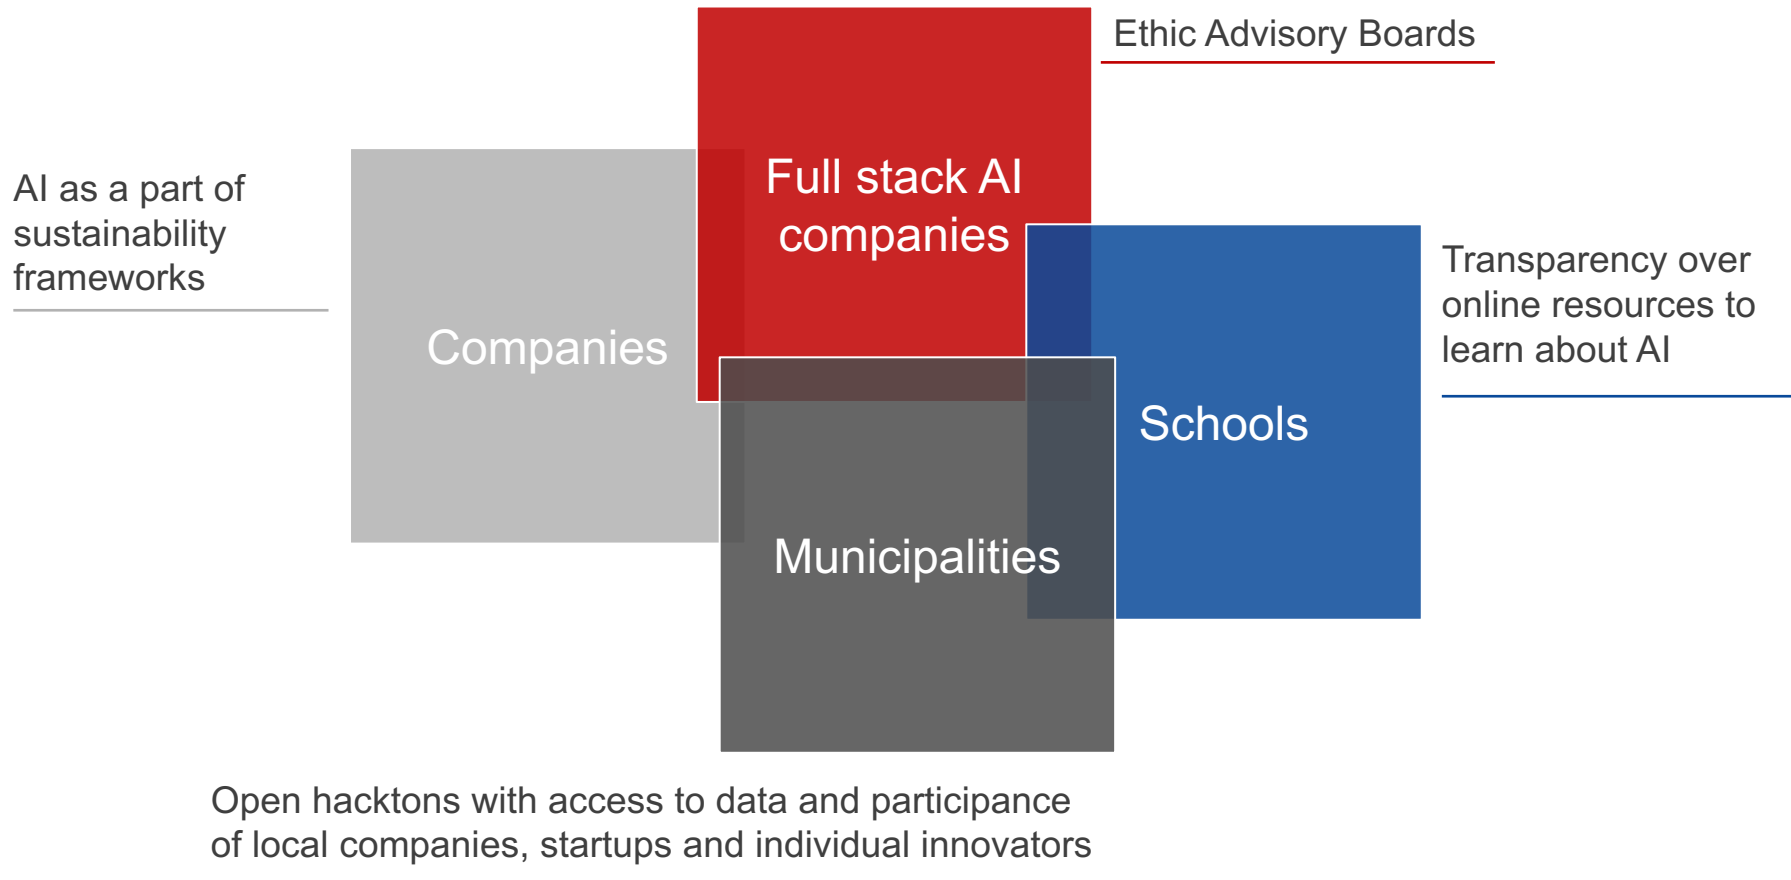 Ethic Advisory Boards
Full stack AI
companies
AI as a part of
sustainability
frameworks
Companies
Transparency over
online resources to
learn about AI
Schools
Municipalities
Open hacktons with access to data and participance
of local companies, startups and individual innovators